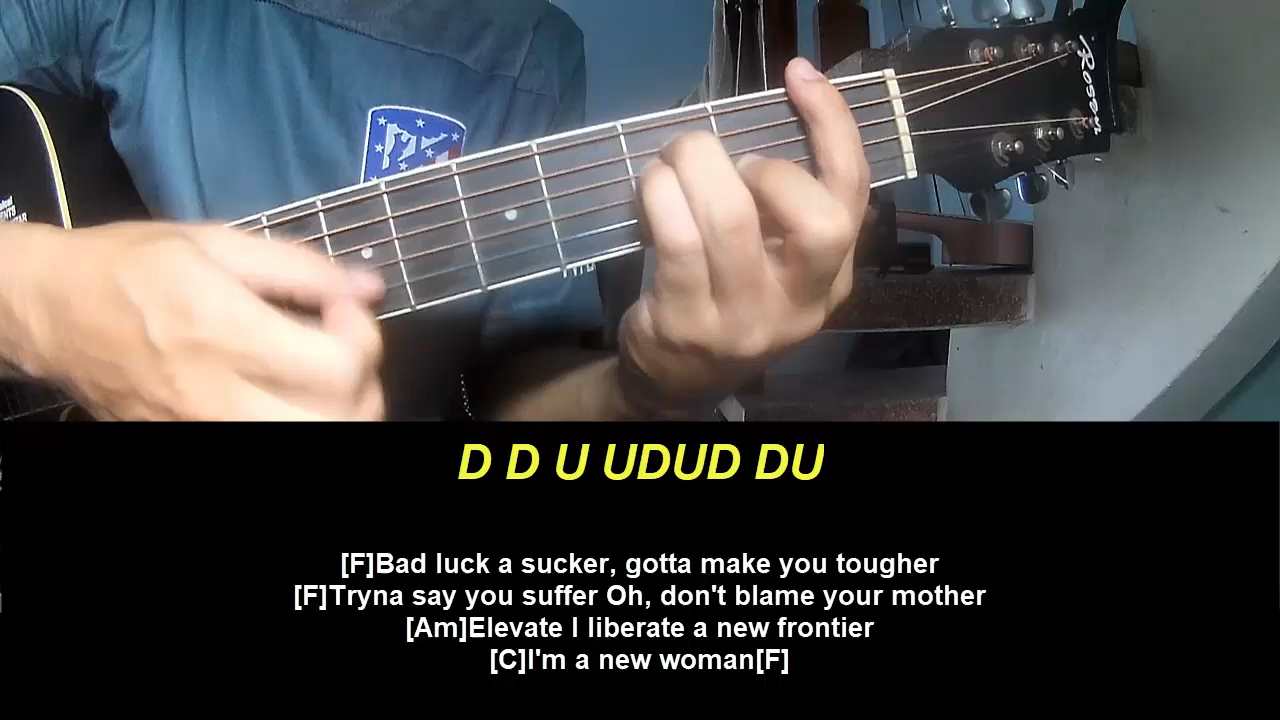 D D U UDUD DU
[F]Bad luck a sucker, gotta make you tougher
[F]Tryna say you suffer Oh, don't blame your mother
[Am]Elevate I liberate a new frontier
[C]I'm a new woman[F]